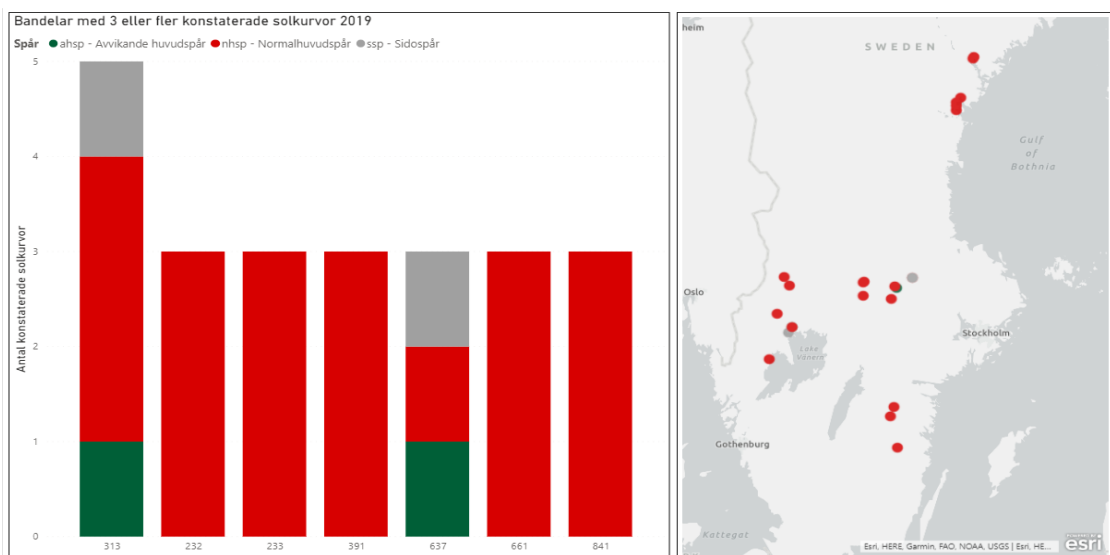 Bandelar med 3 eller fler konstaterade solkurvor 2019
Spår ahsp - Avvikande huvudspår nhsp - Normalhuvudspår ssp - Sidospår
Antal konstaterade solkurvor
5
4
3
2
1
0
313 232 233 391 637 661 841
heim
SWEDEN
Gulf
of
Bothnia
Oslo
Stockholm
Lake
Vänern
Gothenburg
Kattegat
Esri, HERE, Garmin, FAO, NOAA, USGS | Esri, HE...
esri